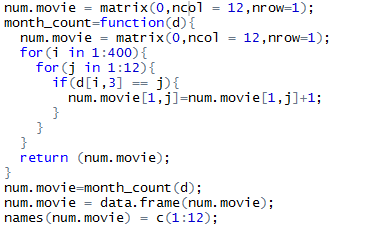 num.movie = matrix(0,ncol = 12,nrow=1);
month_count=function(d){
  num.movie = matrix(0,ncol = 12,nrow=1);
  for(i in 1:400){
    for(j in 1:12){
      if(d[i,3] == j){
        num.movie[1,j]=num.movie[1,j]+1;
      }
    }
  }
  return (num.movie);
}
num.movie=month_count(d);
num.movie = data.frame(num.movie);
names(num.movie) = c(1:12);